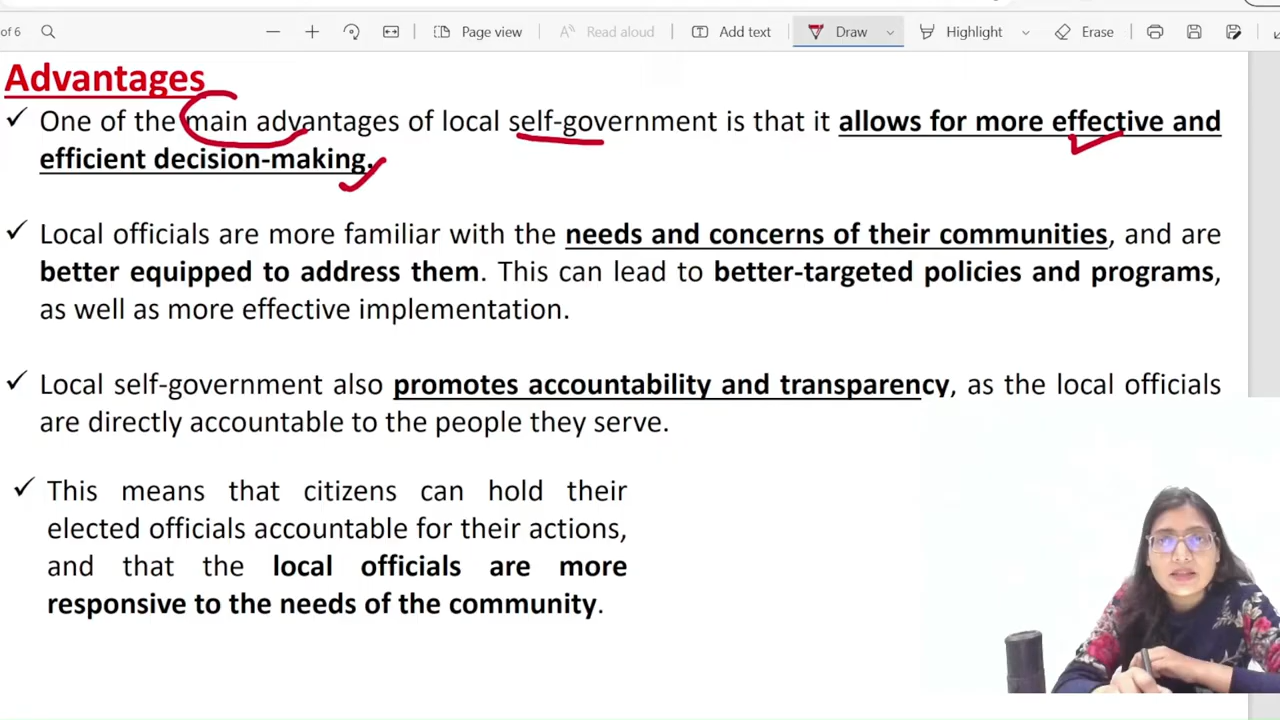 of 6 Page view Read aloud Add text Draw Highlight Erase
Advantages
✓ One of the main advantages of local self-government is that it allows for more effective and
efficient decision-making.
✓ Local officials are more familiar with the needs and concerns of their communities, and are
better equipped to address them. This can lead to better-targeted policies and programs,
as well as more effective implementation.
✓ Local self-government also promotes accountability and transparency, as the local officials
are directly accountable to the people they serve.
✓ This means that citizens can hold their
elected officials accountable for their actions,
and that the local officials are more
responsive to the needs of the community.